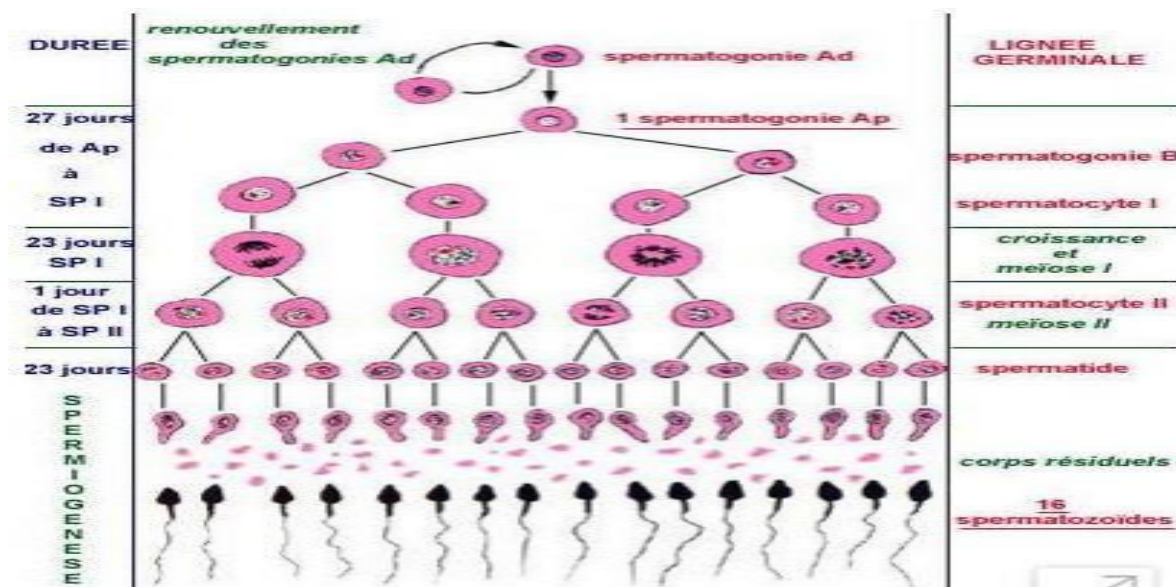 DUREE
renouvellement
des
spermatogonies Ad
spermatogonie Ad
LIGNEE
GERMINALE
27 jours
de Ap
à
SP I
1 spermatogonie Ap
spermatogonie B
spermatocyte I
23 jours
SP I
croissance
et
meïose I
1 jour
de SP I
à SP II
spermatocyte II
meïose II
23 jours
spermatide
SPERMIOGENESE
corps résiduels
16
spermatozoïdes